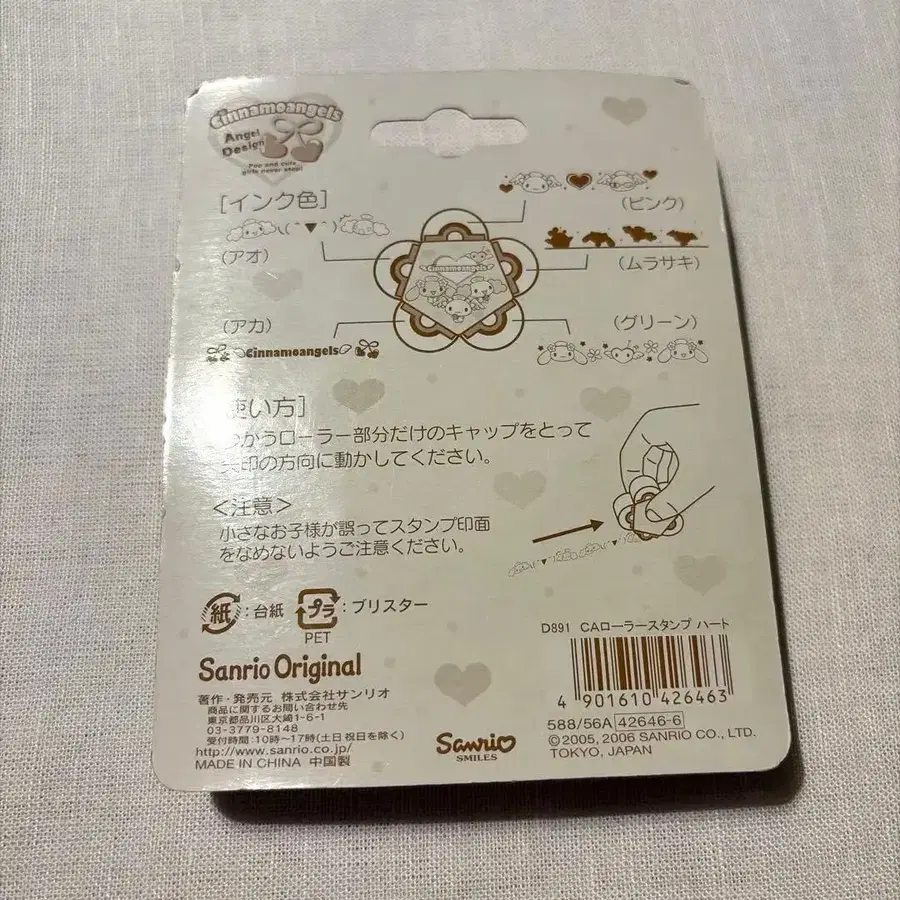 Cinnamoangels
Angel
Design
Pop and cute
girls never stop!
[インク色]
(ピンク)
(アオ)
(ムラサキ)
Cinnamoangels
(アカ)
(グリーン)
Cinnamoangels
使い方]
つかうローラー部分だけのキャップをとって
矢印の方向に動かしてください。
<注意>
小さなお子様が誤ってスタンプ印面
をなめないようご注意ください。
紙:台紙 プラ:ブリスター
PET
D891 CAローラースタンプ ハート
Sanrio Original
著作・発売元 株式会社サンリオ
商品に関するお問い合わせ先
東京都品川区大崎1-6-1
03-3779-8148
受付時間:10時〜17時(土日祝日を除く)
http://www.sanrio.co.jp/
MADE IN CHINA 中国製
Sanrio
SMILES
4 901610 426463
588/56A 42646-6
©2005, 2006 SANRIO CO., LTD.
TOKYO, JAPAN